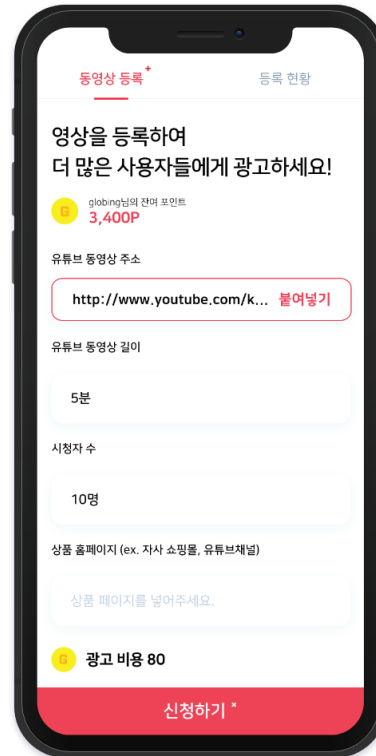 동영상 등록+ 등록 현황
영상을 등록하여
더 많은 사용자들에게 광고하세요!
globing님의 잔여 포인트
G 3,400P
유튜브 동영상 주소
http://www.youtube.com/k... 붙여넣기
유튜브 동영상 길이
5분
시청자 수
10명
상품 홈페이지 (ex. 자사 쇼핑몰, 유튜브채널)
상품 페이지를 넣어주세요.
G 광고 비용 80
신청하기 ×